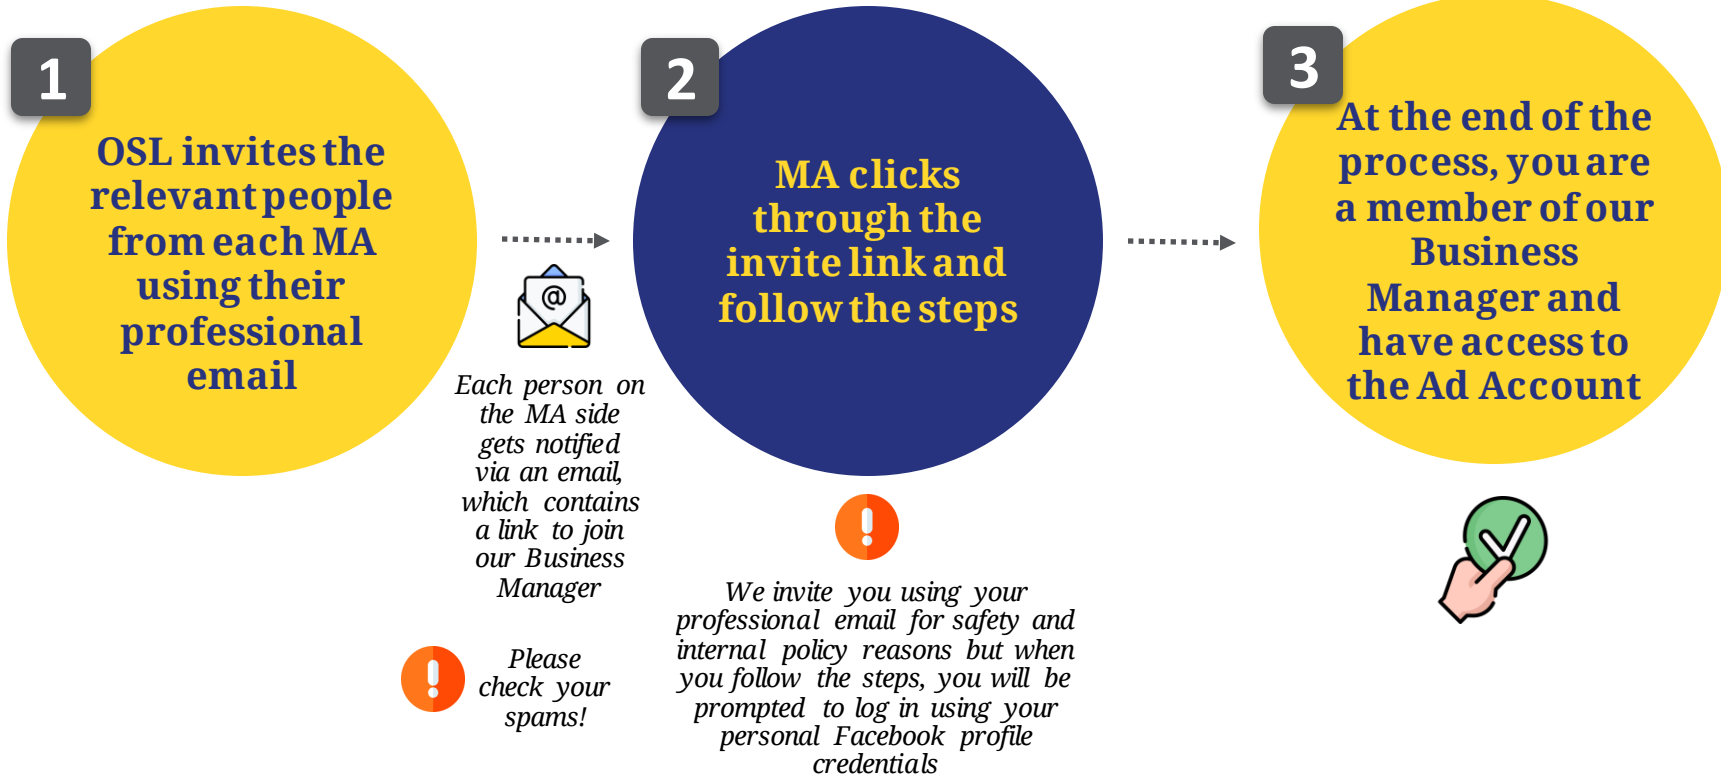 1
OSL invites the
relevant people
from each MA
using their
professional
email
@
Each person on
the MA side
gets notified
via an email,
which contains
a link to join
our Business
Manager
Please
check your
spams!
2
MA clicks
through the
invite link and
follow the steps
We invite you using your
professional email for safety and
internal policy reasons but when
you follow the steps, you will be
prompted to log in using your
personal Facebook profile
credentials
3
At the end of the
process, you are
a member of our
Business
Manager and
have access to
the Ad Account